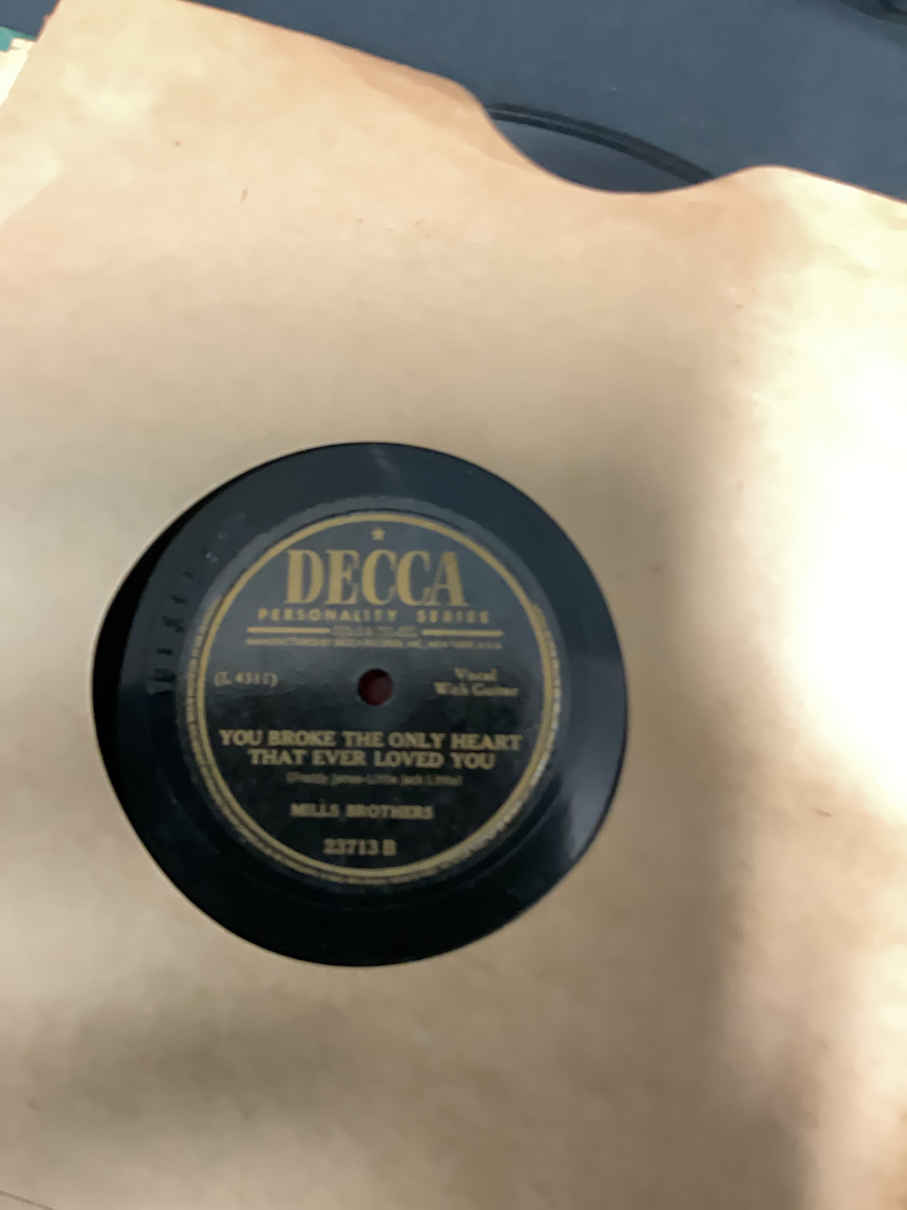 DECCA
PERSONALITY SERIES
Vocal
With Guitar
YOU BROKE THE ONLY HEART
THAT EVER LOVED YOU
MILLS BROTHERS
23713 B